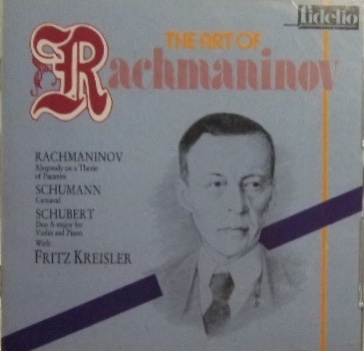 fidelio
THE ART OF
Rachmaninov
RACHMANINOV
Rhapsody on a Theme
of Paganini
SCHUMANN
Carnaval
SCHUBERT
Duo A major for
Violin and Piano
With:
FRITZ KREISLER